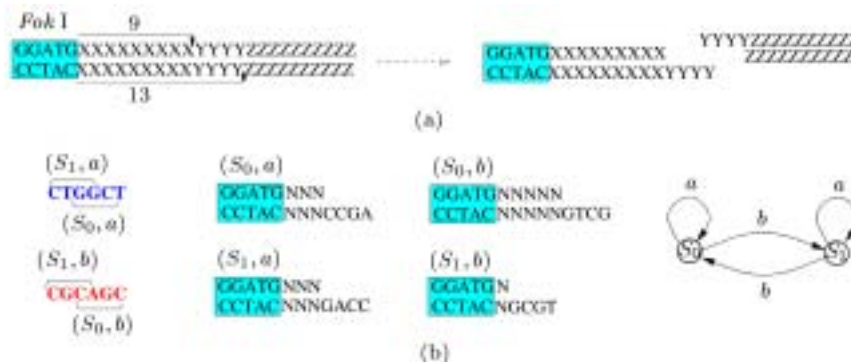 Fok I 9
GGATGXXXXXXXXXYYYYZZZZZZZZZZ
CCTACXXXXXXXXXYYYYZZZZZZZZZZ
13
GGATGXXXXXXXXX
CCTACXXXXXXXXXYYYY
YYYYZZZZZZZZZZ
ZZZZZZZZZZ
(a)
(S₁, a)
CTGGCT
(S₀, a)
(S₁, b)
CGCAGC
(S₀, b)
(S₀, a)
GGATGNNN
CCTACNNNCCGA
(S₁, a)
GGATGNNN
CCTACNNNGACC
(S₀, b)
GGATGNNNNN
CCTACNNNNNGTCG
(S₁, b)
GGATGN
CCTACNGCGT
a a
b
S₀ S₁
b
(b)